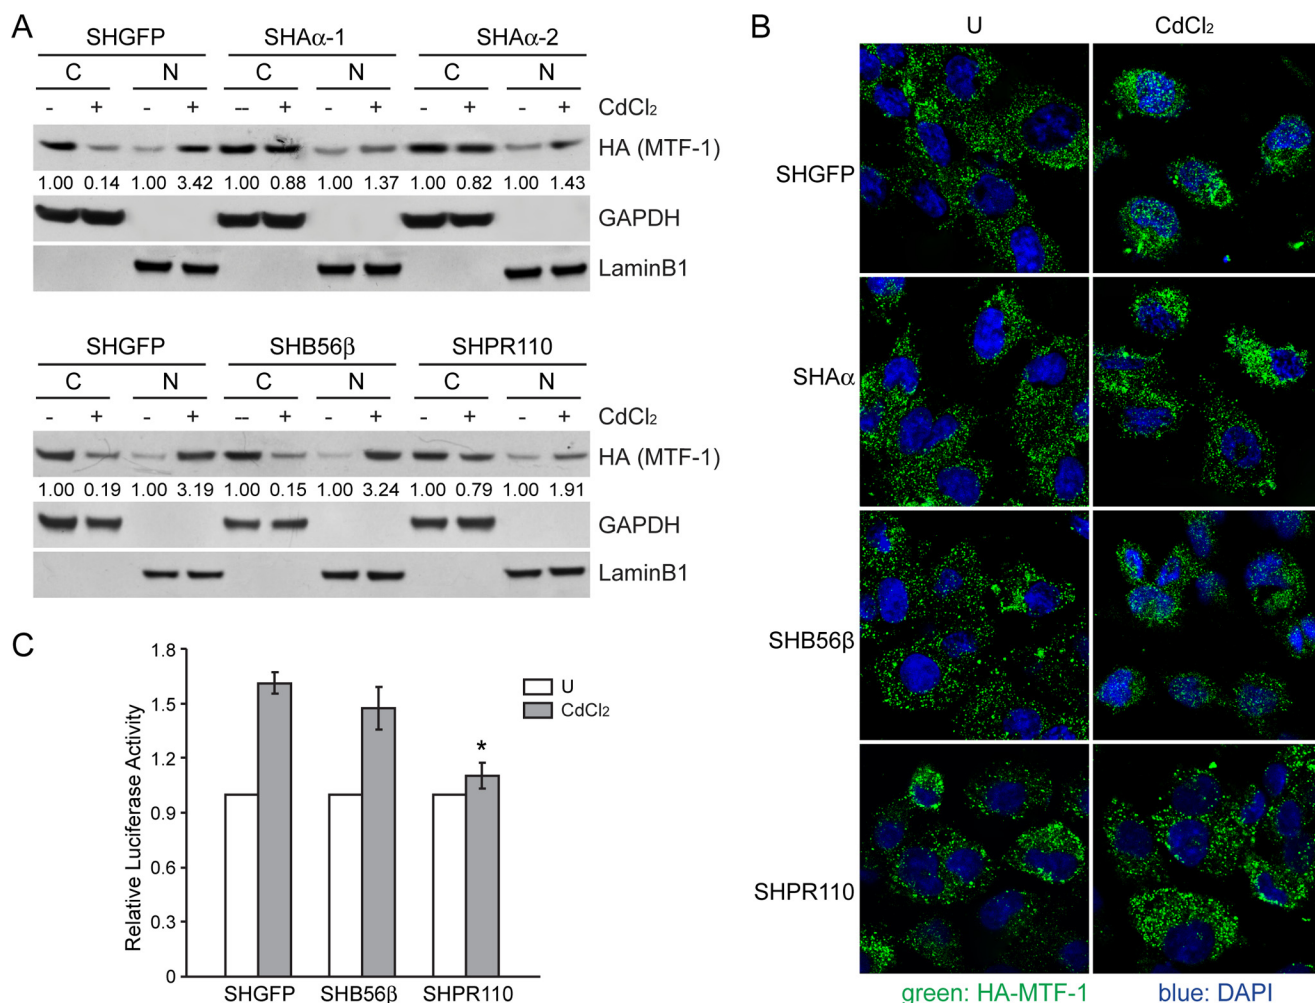 A
SHGFP SHAα-1 SHAα-2
C N C N C N
- + - + -- + - + - + - + CdCl₂
HA (MTF-1)
1.00 0.14 1.00 3.42 1.00 0.88 1.00 1.37 1.00 0.82 1.00 1.43
GAPDH
LaminB1
SHGFP SHB56β SHPR110
C N C N C N
- + - + -- + - + - + - + CdCl₂
HA (MTF-1)
1.00 0.19 1.00 3.19 1.00 0.15 1.00 3.24 1.00 0.79 1.00 1.91
GAPDH
LaminB1
B
U CdCl₂
SHGFP
SHAα
SHB56β
SHPR110
green: HA-MTF-1 blue: DAPI
C
Relative Luciferase Activity
1.8
1.5
1.2
0.9
0.6
0.3
0
U
CdCl₂
*
SHGFP SHB56β SHPR110